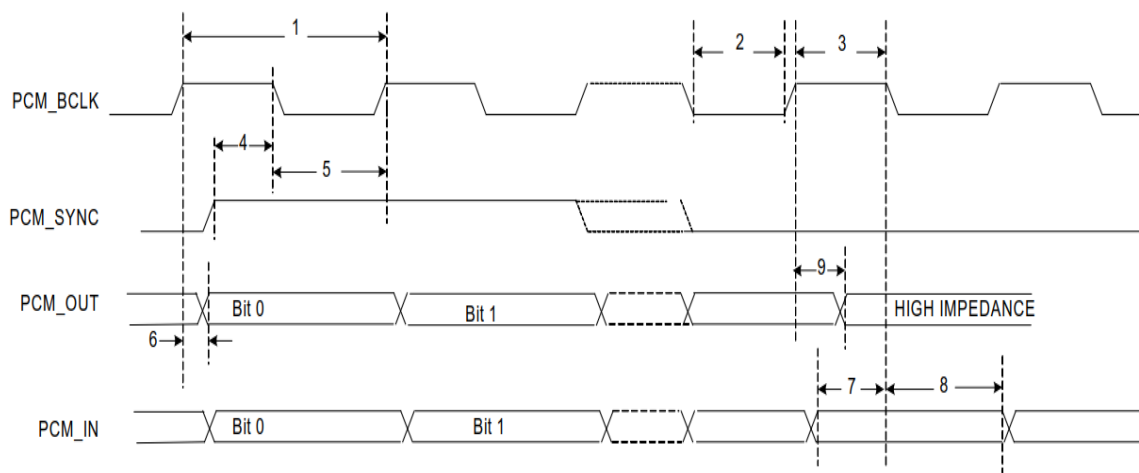 1
2
3
PCM_BCLK
4
5
PCM_SYNC
9
PCM_OUT
Bit 0
Bit 1
HIGH IMPEDANCE
6
7
8
PCM_IN
Bit 0
Bit 1